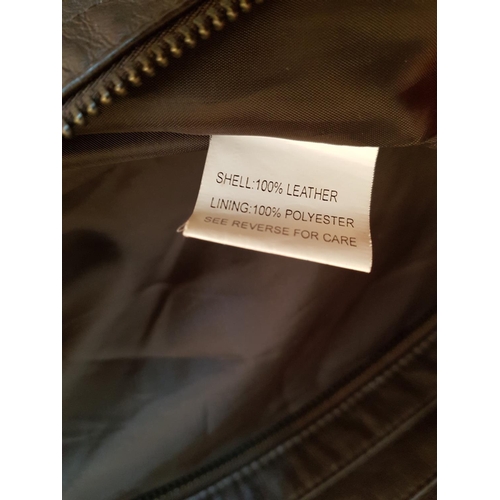 SHELL:100% LEATHER
LINING:100% POLYESTER
SEE REVERSE FOR CARE